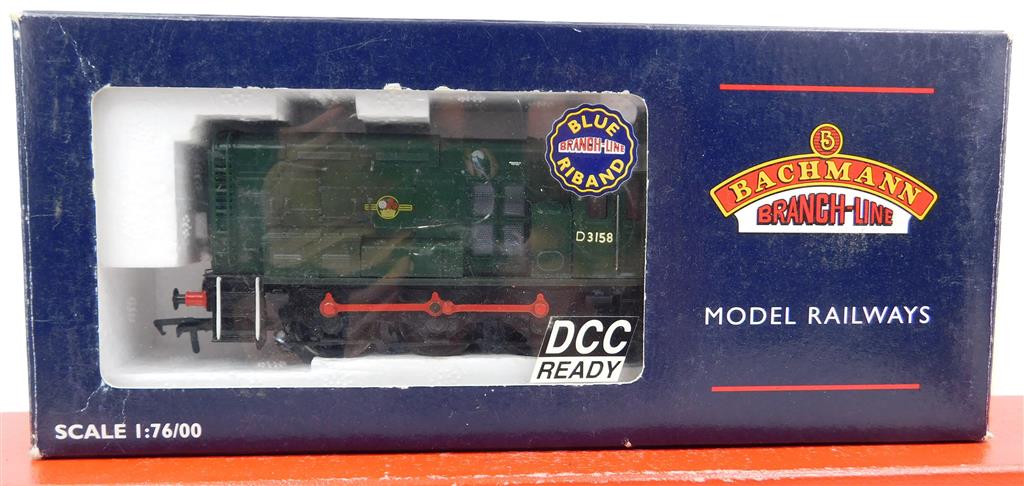 BLUE
BRANCH-LINE
RIBAND
D3158
DCC
READY
SCALE 1:76/00
B
BACHMANN
BRANCH-LINE
MODEL RAILWAYS